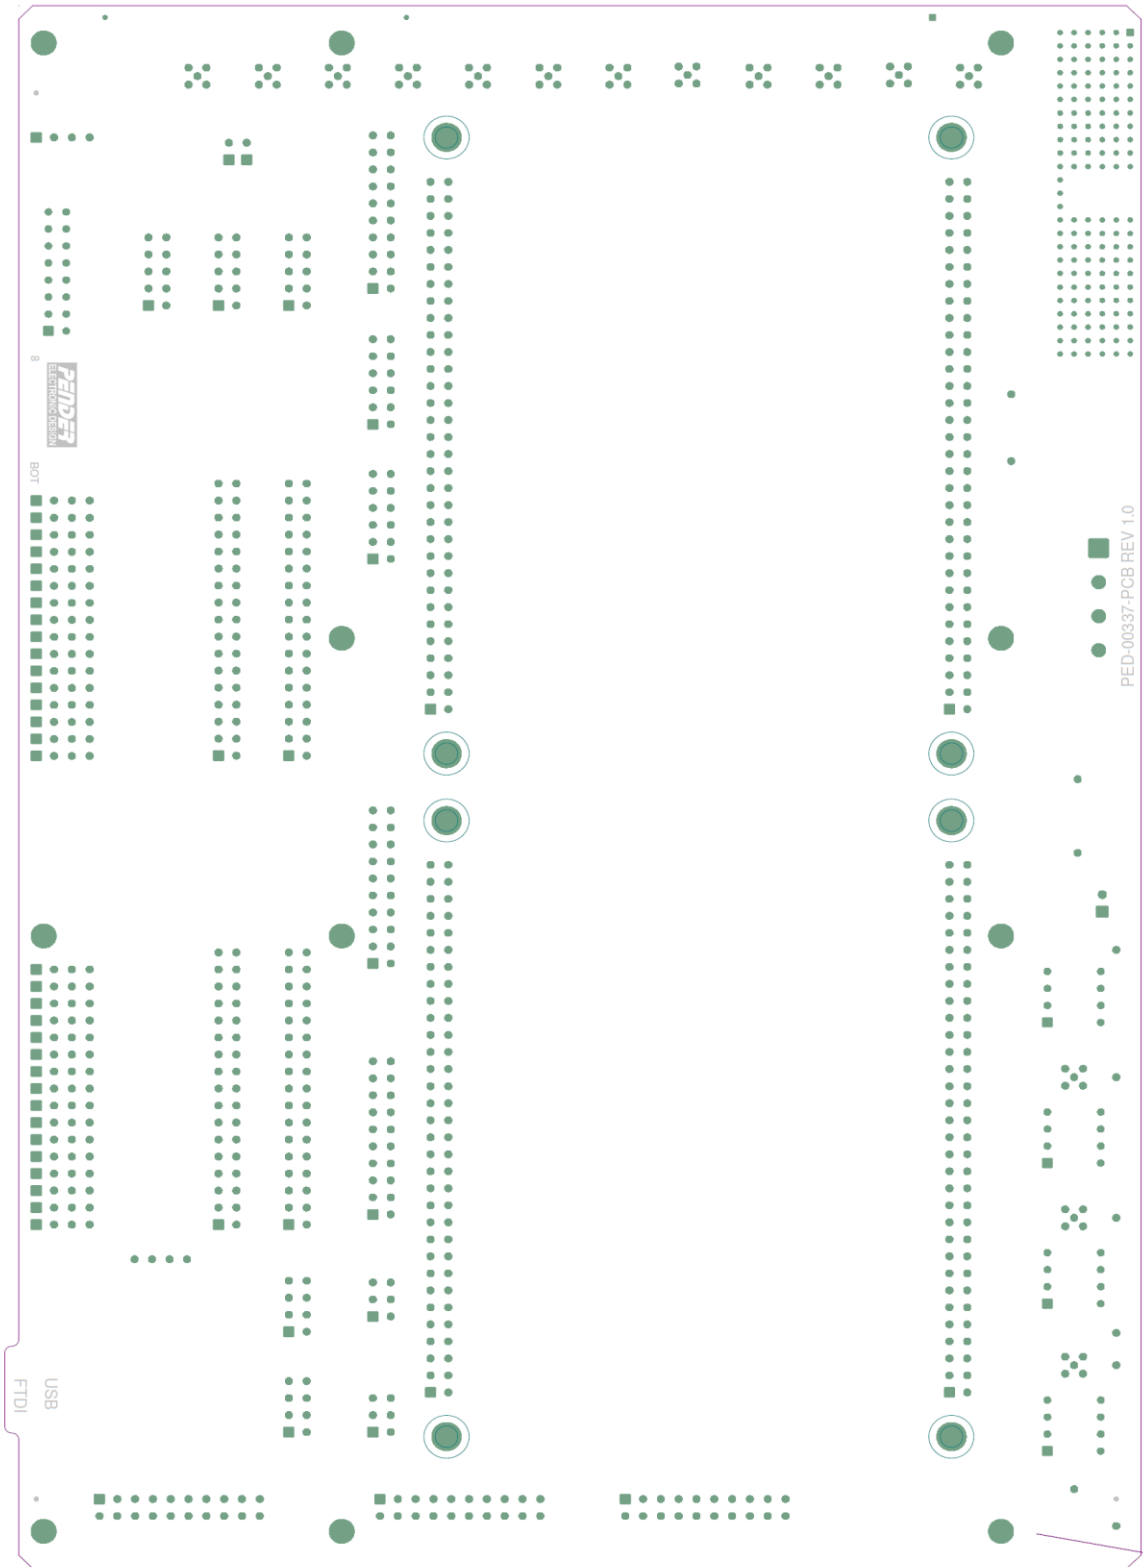 8
PENDER
ELECTRONIC DESIGN
BOT
PED-00337-PCB REV 1.0
USB
FTDI